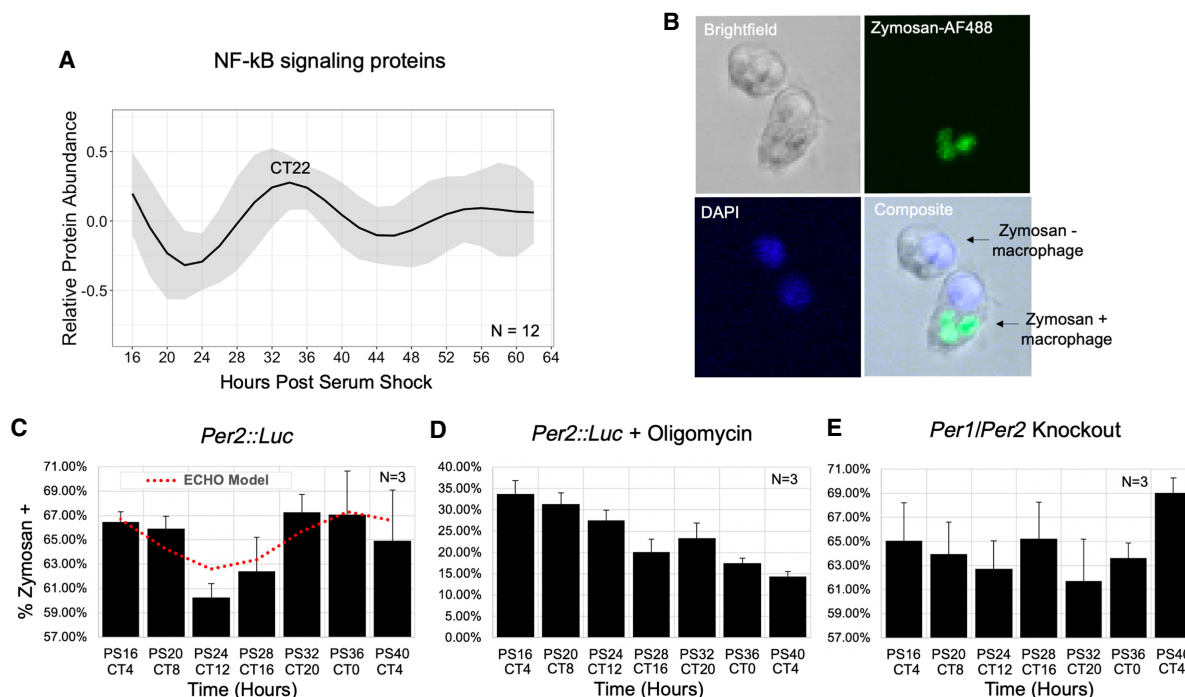 A
NF-kB signaling proteins
Relative Protein Abundance
0.5
0.0
-0.5
CT22
N = 12
16 20 24 28 32 36 40 44 48 52 56 60 64
Hours Post Serum Shock
B
Brightfield
Zymosan-AF488
DAPI
Composite
Zymosan -
macrophage
Zymosan +
macrophage
C
Per2::Luc
% Zymosan +
71.00%
69.00%
67.00%
65.00%
63.00%
61.00%
59.00%
57.00%
ECHO Model
N=3
PS16 PS20 PS24 PS28 PS32 PS36 PS40
CT4 CT8 CT12 CT16 CT20 CT0 CT4
Time (Hours)
D
Per2::Luc + Oligomycin
40.00%
35.00%
30.00%
25.00%
20.00%
15.00%
10.00%
5.00%
0.00%
N=3
PS16 PS20 PS24 PS28 PS32 PS36 PS40
CT4 CT8 CT12 CT16 CT20 CT0 CT4
Time (Hours)
E
Per1/Per2 Knockout
71.00%
69.00%
67.00%
65.00%
63.00%
61.00%
59.00%
57.00%
N=3
PS16 PS20 PS24 PS28 PS32 PS36 PS40
CT4 CT8 CT12 CT16 CT20 CT0 CT4
Time (Hours)